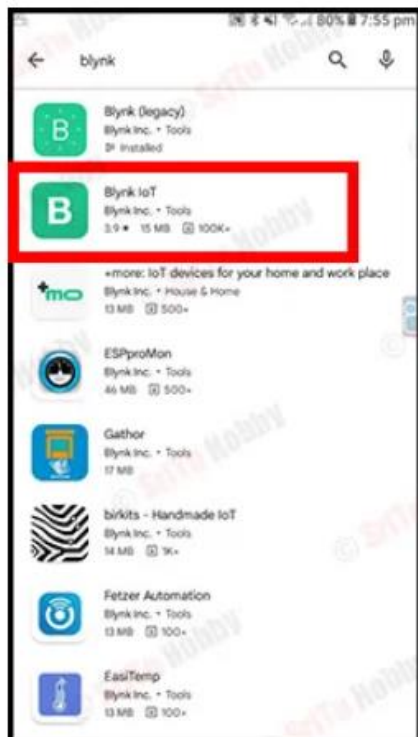 80% 7:55 pm
blynk
B
Blynk (legacy)
Blynk Inc. • Tools
Installed
B
Blynk IoT
Blynk Inc. • Tools
3.9 ★ 15 MB 100K+
+mo
+more: IoT devices for your home and work place
Blynk Inc. • House & Home
13 MB 500+
ESPproMon
Blynk Inc. • Tools
46 MB 500+
Gathor
Blynk Inc. • Tools
17 MB
birkits - Handmade IoT
Blynk Inc. • Tools
14 MB 1K+
Fetzer Automation
Blynk Inc. • Tools
13 MB 100+
EasiTemp
Blynk Inc. • Tools
13 MB 100+
© SriTu Hobby